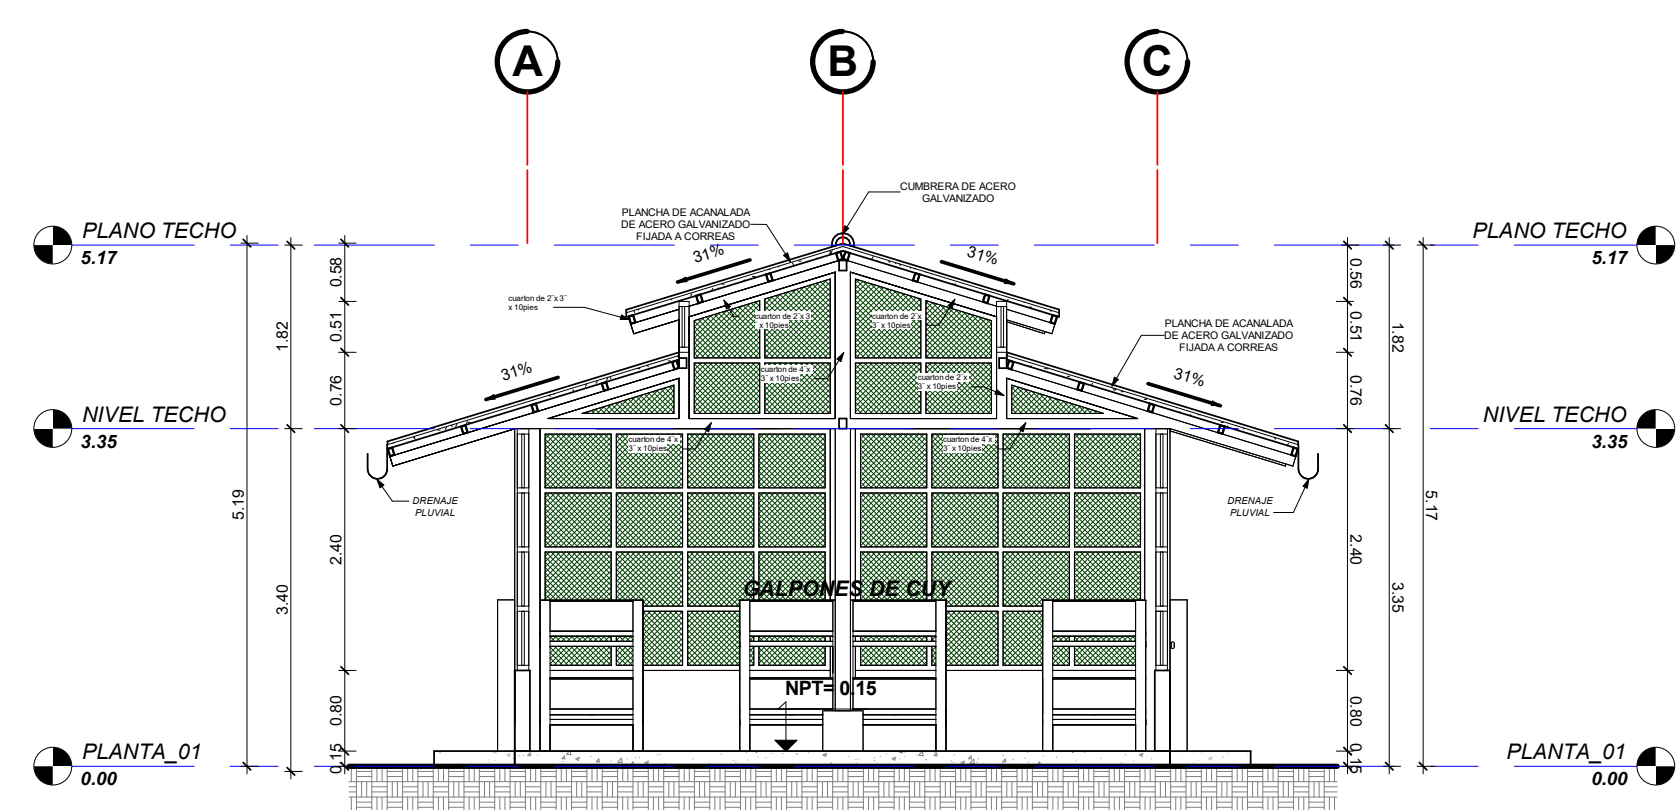 A
B
C
CUMBRERA DE ACERO
GALVANIZADO
PLANCHA DE ACANALADA
DE ACERO GALVANIZADO
FIJADA A CORREAS
PLANO TECHO
5.17
PLANO TECHO
5.17
31%
31%
0.58
0.56
cuarton de 2¨x 3¨
x 10pies
cuarton de 2¨x 3¨
x 10pies
cuarton de 2¨x
3¨ x 10pies
PLANCHA DE ACANALADA
DE ACERO GALVANIZADO
FIJADA A CORREAS
0.51
1.82
0.51
1.82
31%
31%
cuarton de 4¨x
3¨ x 10pies
cuarton de 2¨x
3¨ x 10pies
0.76
0.76
NIVEL TECHO
3.35
NIVEL TECHO
3.35
cuarton de 4¨x
3¨ x 10pies
cuarton de 4¨x
3¨ x 10pies
DRENAJE
PLUVIAL
DRENAJE
PLUVIAL
5.19
5.17
2.40
2.40
GALPONES DE CUY
3.40
3.35
NPT= 0.15
0.80
0.80
0.15
0.15
PLANTA_01
0.00
PLANTA_01
0.00